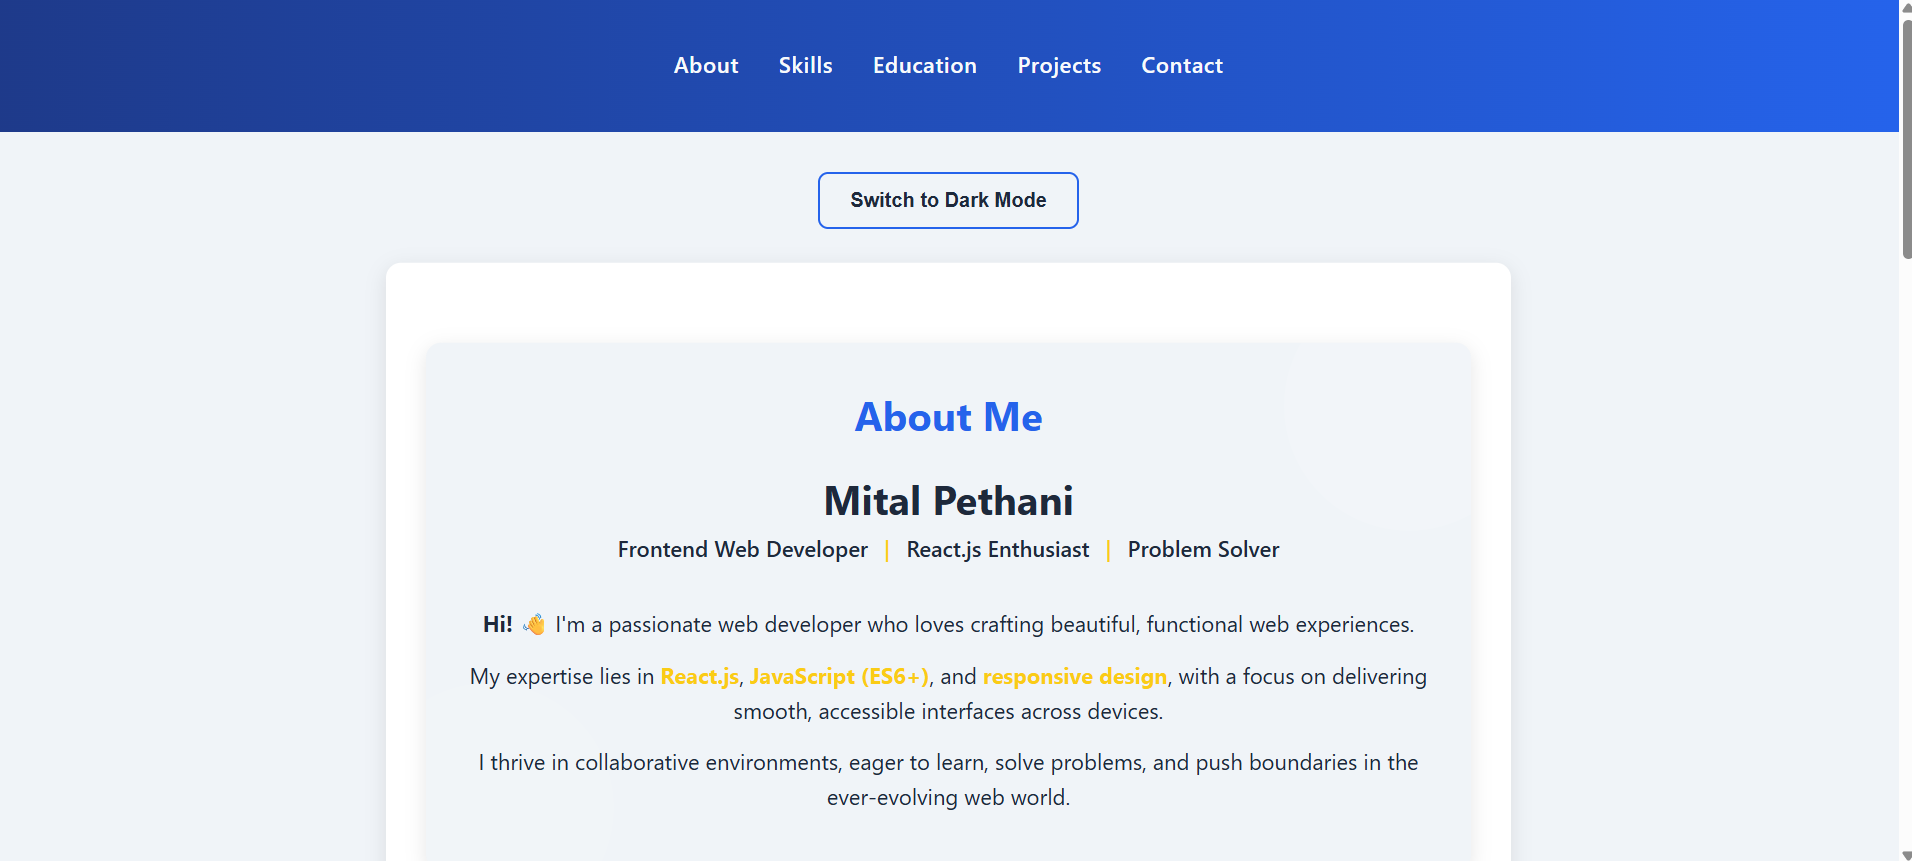 About Skills Education Projects Contact
Switch to Dark Mode
About Me
Mital Pethani
Frontend Web Developer | React.js Enthusiast | Problem Solver
Hi! 👋 I'm a passionate web developer who loves crafting beautiful, functional web experiences.
My expertise lies in React.js, JavaScript (ES6+), and responsive design, with a focus on delivering
smooth, accessible interfaces across devices.
I thrive in collaborative environments, eager to learn, solve problems, and push boundaries in the
ever-evolving web world.